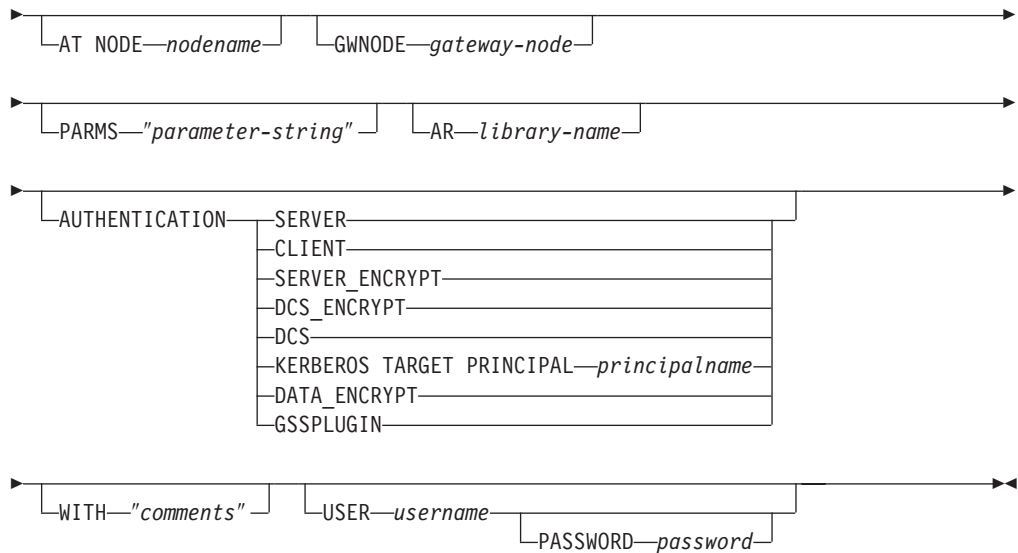 AT NODE nodename GWNODE gateway-node
PARMS "parameter-string" AR library-name
AUTHENTICATION SERVER
CLIENT
SERVER_ENCRYPT
DCS_ENCRYPT
DCS
KERBEROS TARGET PRINCIPAL principalname
DATA_ENCRYPT
GSSPLUGIN
WITH "comments" USER username
PASSWORD password